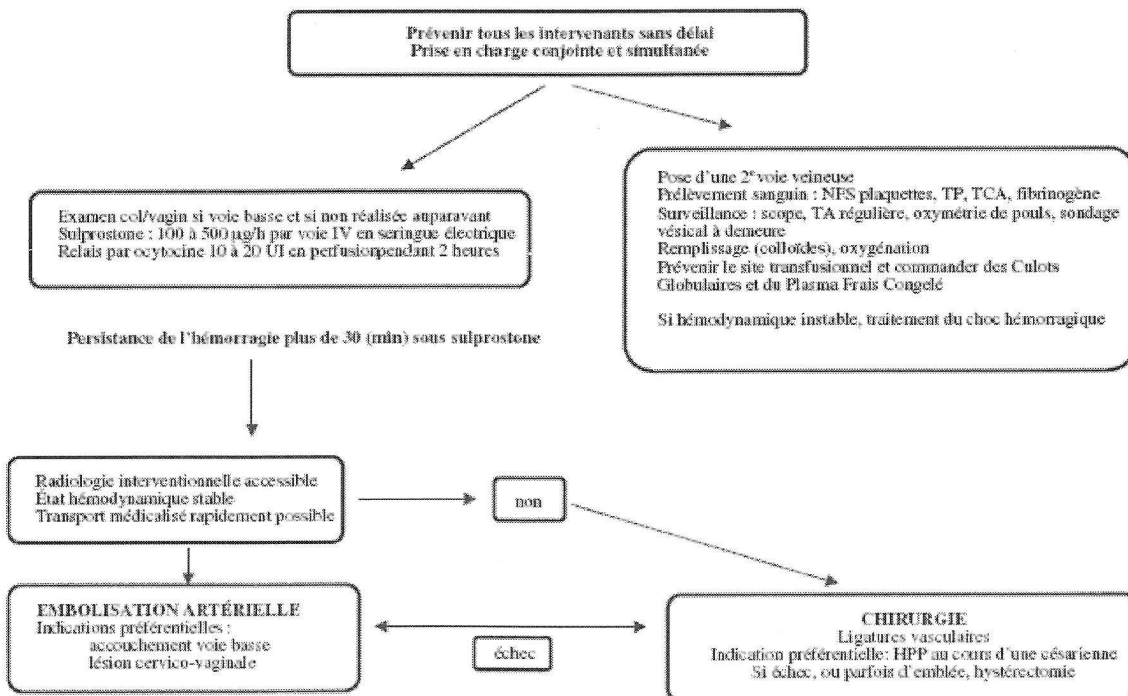 Prévenir tous les intervenants sans délai
Prise en charge conjointe et simultanée
Examen col/vagin si voie basse et si non réalisée auparavant
Sulprostone : 100 à 500 µg/h par voie IV en seringue électrique
Relais par ocytocine 10 à 20 UI en perfusionpendant 2 heures
Pose d'une 2e voie veineuse
Prélèvement sanguin : NFS plaquettes, TP, TCA, fibrinogène
Surveillance : scope, TA régulière, oxymétrie de pouls, sondage
vésical à demeure
Remplissage (colloïdes), oxygénation
Prévenir le site transfusionnel et commander des Culots
Globulaires et du Plasma Frais Congelé
Si hémodynamique instable, traitement du choc hémorragique
Persistance de l'hémorragie plus de 30 (min) sous sulprostone
Radiologie interventionnelle accessible
État hémodynamique stable
Transport médicalisé rapidement possible
non
EMBOLISATION ARTÉRIELLE
Indications préférentielles :
accouchement voie basse
lésion cervico-vaginale
échec
CHIRURGIE
Ligatures vasculaires
Indication préférentielle: HPP au cours d'une césarienne
Si échec, ou parfois d'emblée, hystérectomie